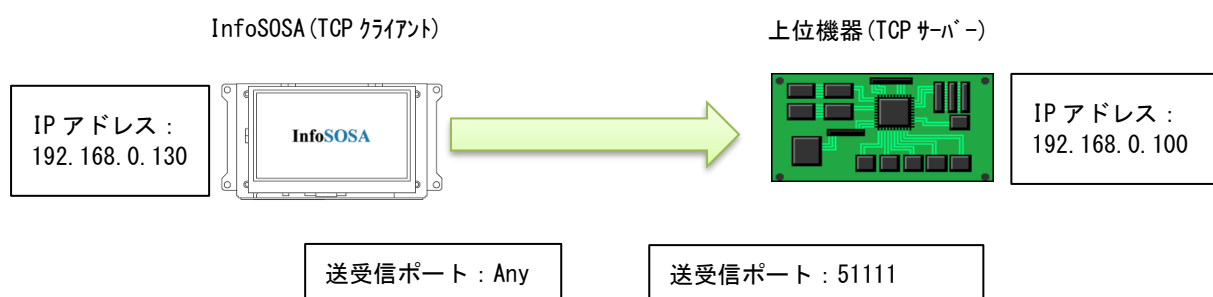 InfoSOSA(TCP ｸﾗｲｱﾝﾄ)
上位機器(TCP ｻｰﾊﾞｰ)
IP アドレス：
192.168.0.130
InfoSOSA
IP アドレス：
192.168.0.100
送受信ポート：Any
送受信ポート：51111